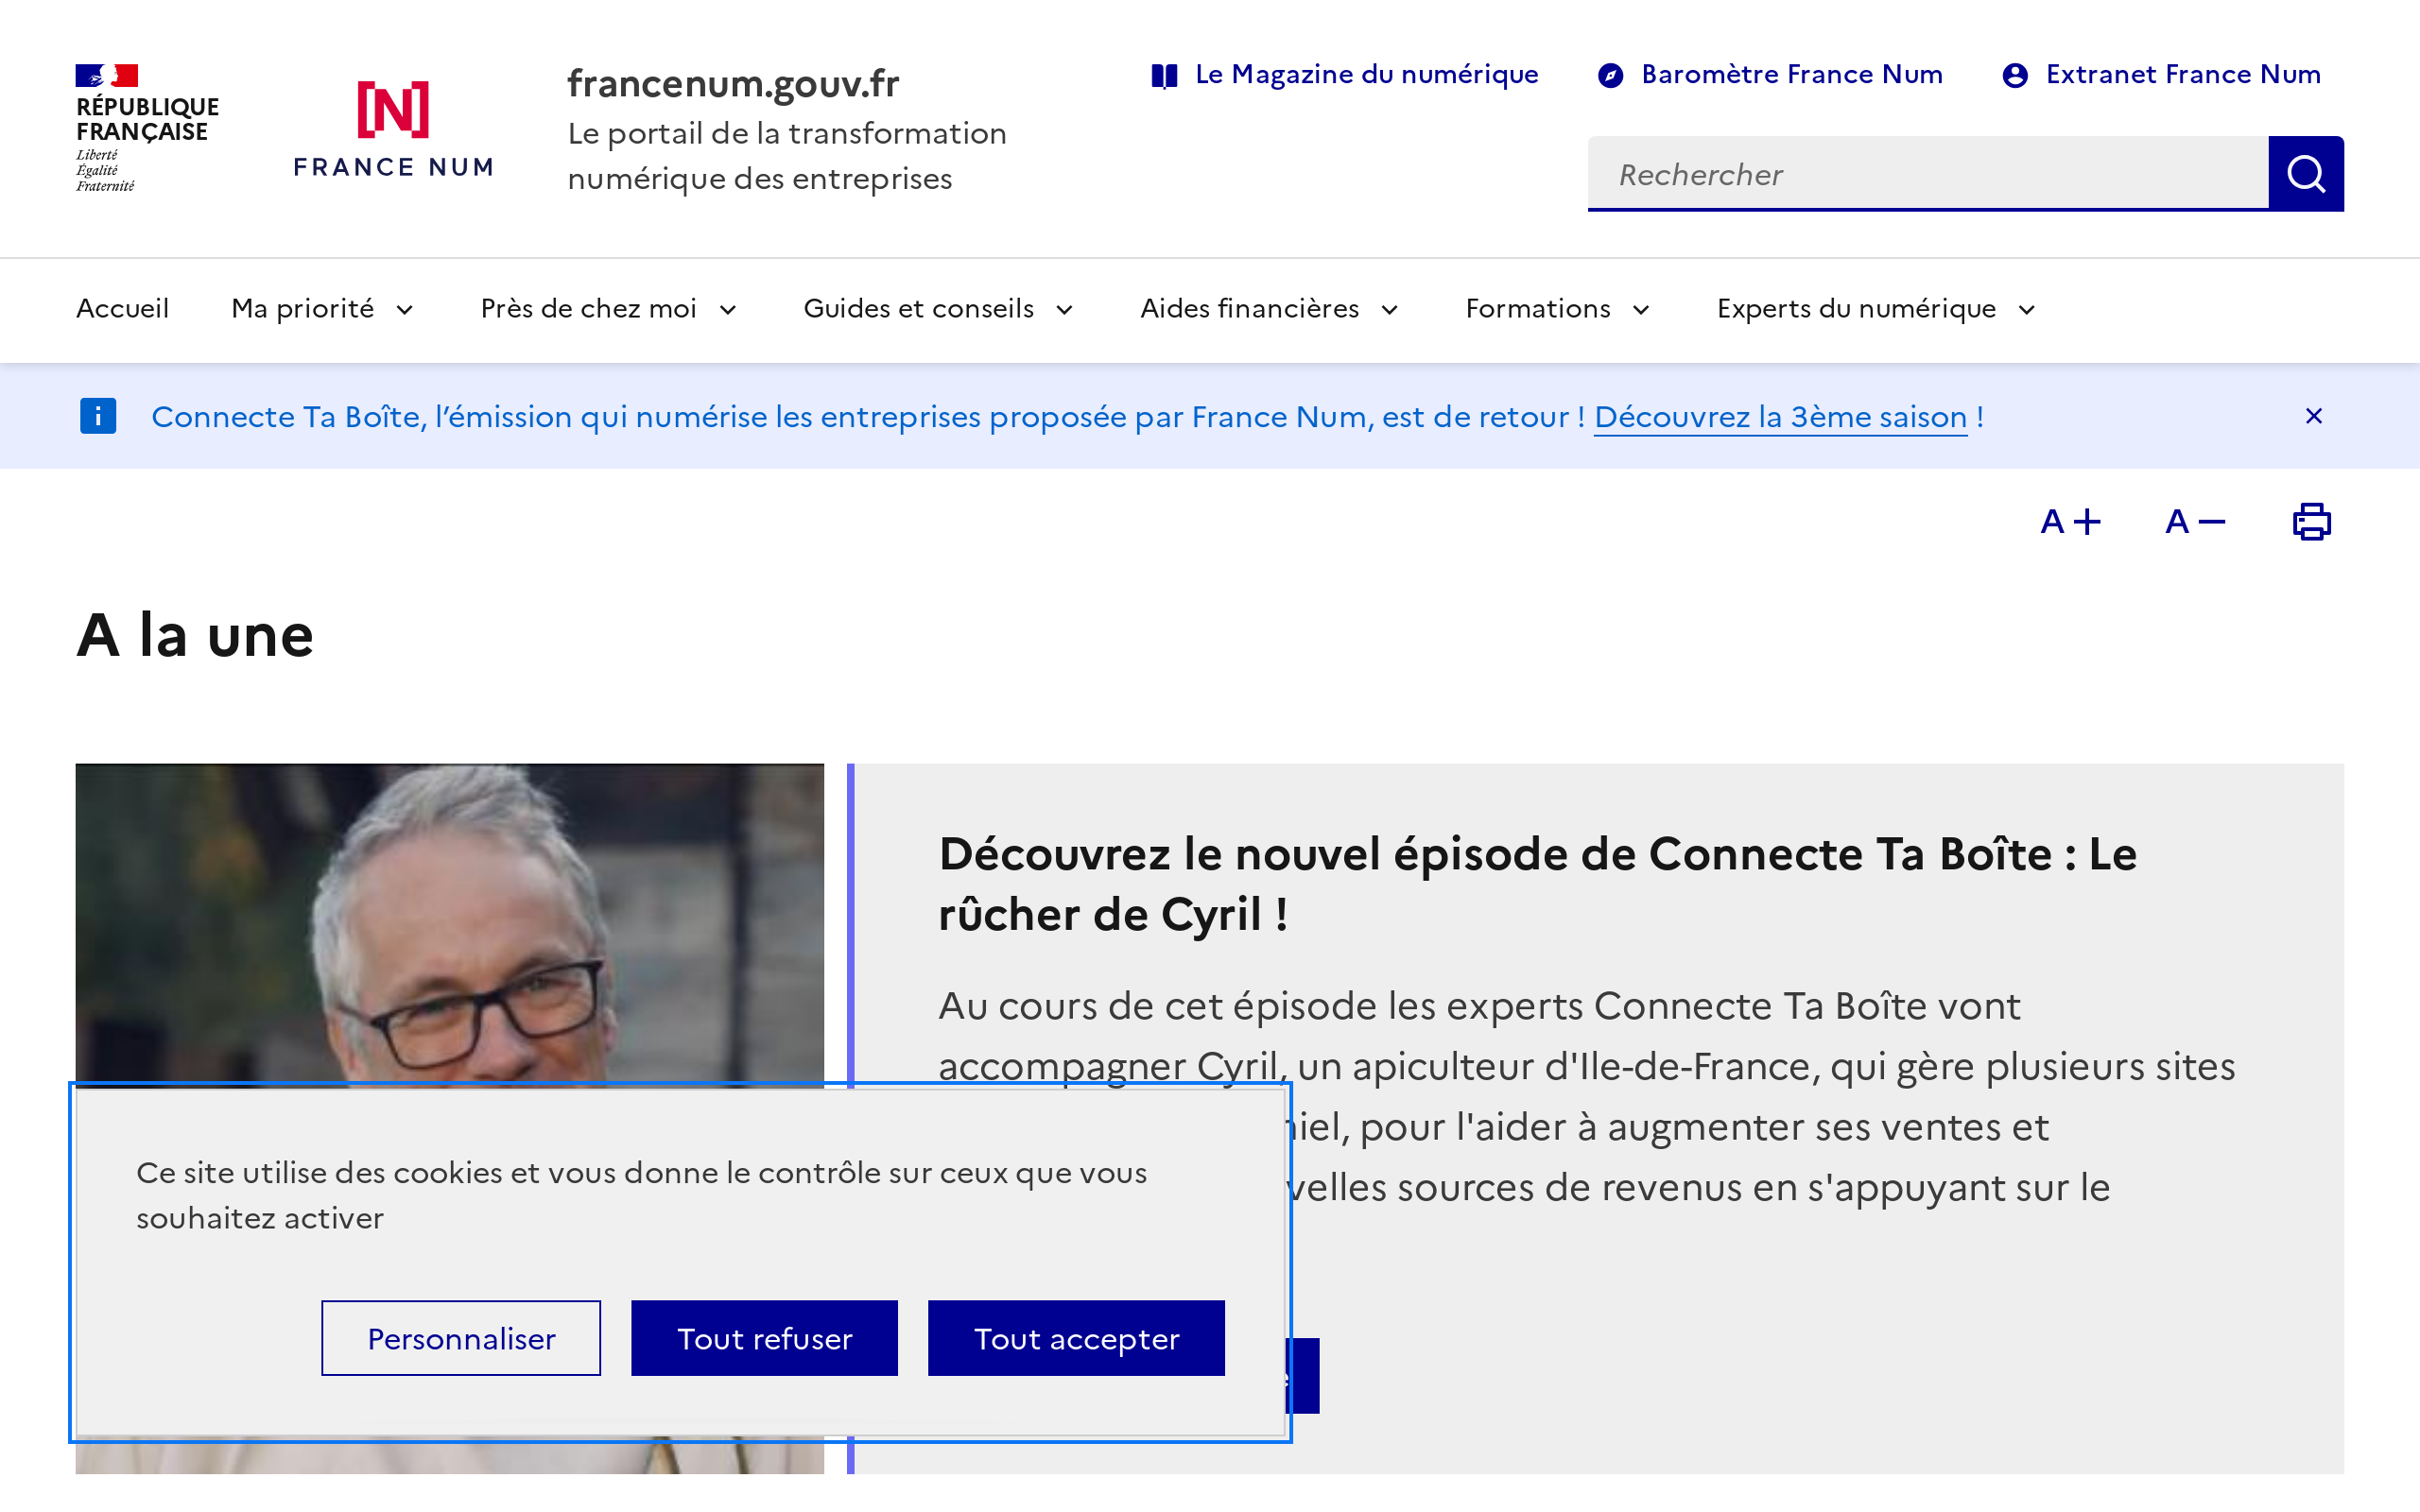 RÉPUBLIQUE
FRANÇAISE
Liberté
Égalité
Fraternité
[N]
FRANCE NUM
francenum.gouv.fr
Le portail de la transformation
numérique des entreprises
Le Magazine du numérique
Baromètre France Num
Extranet France Num
Rechercher
Accueil
Ma priorité
Près de chez moi
Guides et conseils
Aides financières
Formations
Experts du numérique
Connecte Ta Boîte, l’émission qui numérise les entreprises proposée par France Num, est de retour ! Découvrez la 3ème saison !
A +
A −
A la une
Découvrez le nouvel épisode de Connecte Ta Boîte : Le
rûcher de Cyril !
Au cours de cet épisode les experts Connecte Ta Boîte vont
accompagner Cyril, un apiculteur d'Ile-de-France, qui gère plusieurs sites
pour l'aider à augmenter ses ventes et
sources de revenus en s'appuyant sur le
Ce site utilise des cookies et vous donne le contrôle sur ceux que vous
souhaitez activer
Personnaliser
Tout refuser
Tout accepter